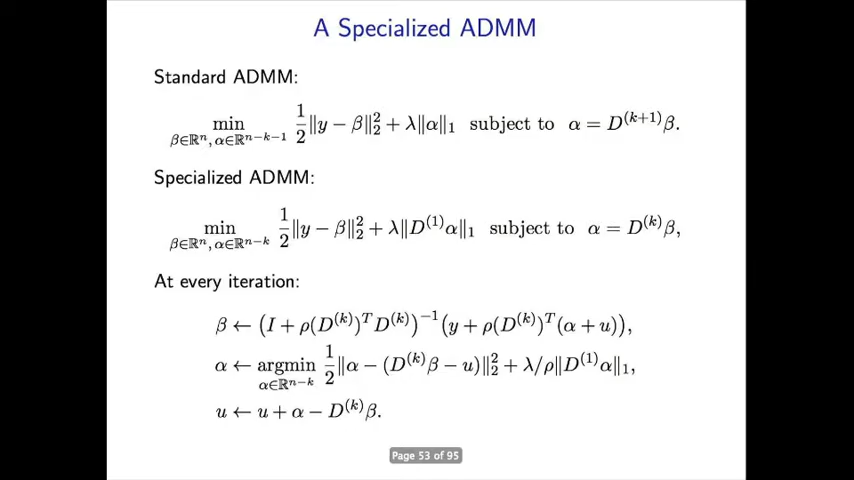 A Specialized ADMM
Standard ADMM:
min_{β∈ℝ^n, α∈ℝ^{n−k−1}} 1/2 ‖y − β‖_2^2 + λ‖α‖_1 subject to α = D^{(k+1)}β.
Specialized ADMM:
min_{β∈ℝ^n, α∈ℝ^{n−k}} 1/2 ‖y − β‖_2^2 + λ‖D^{(1)}α‖_1 subject to α = D^{(k)}β,
At every iteration:
β ← (I + ρ(D^{(k)})^T D^{(k)})^{−1}(y + ρ(D^{(k)})^T(α + u)),
α ← argmin_{α∈ℝ^{n−k}} 1/2 ‖α − (D^{(k)}β − u)‖_2^2 + λ/ρ‖D^{(1)}α‖_1,
u ← u + α − D^{(k)}β.
Page 53 of 95